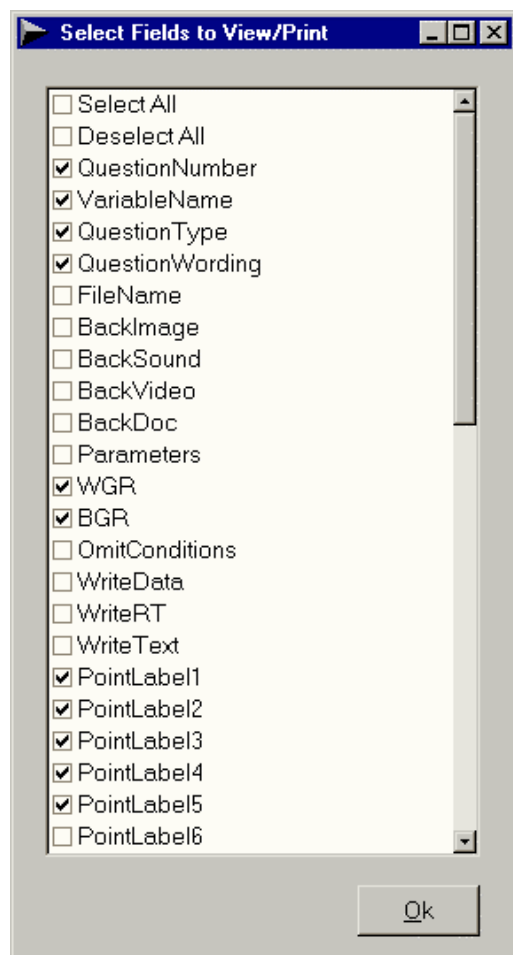 Select Fields to View/Print
Select All
Deselect All
QuestionNumber
VariableName
QuestionType
QuestionWording
FileName
BackImage
BackSound
BackVideo
BackDoc
Parameters
WGR
BGR
OmitConditions
WriteData
WriteRT
WriteText
PointLabel1
PointLabel2
PointLabel3
PointLabel4
PointLabel5
PointLabel6
Ok